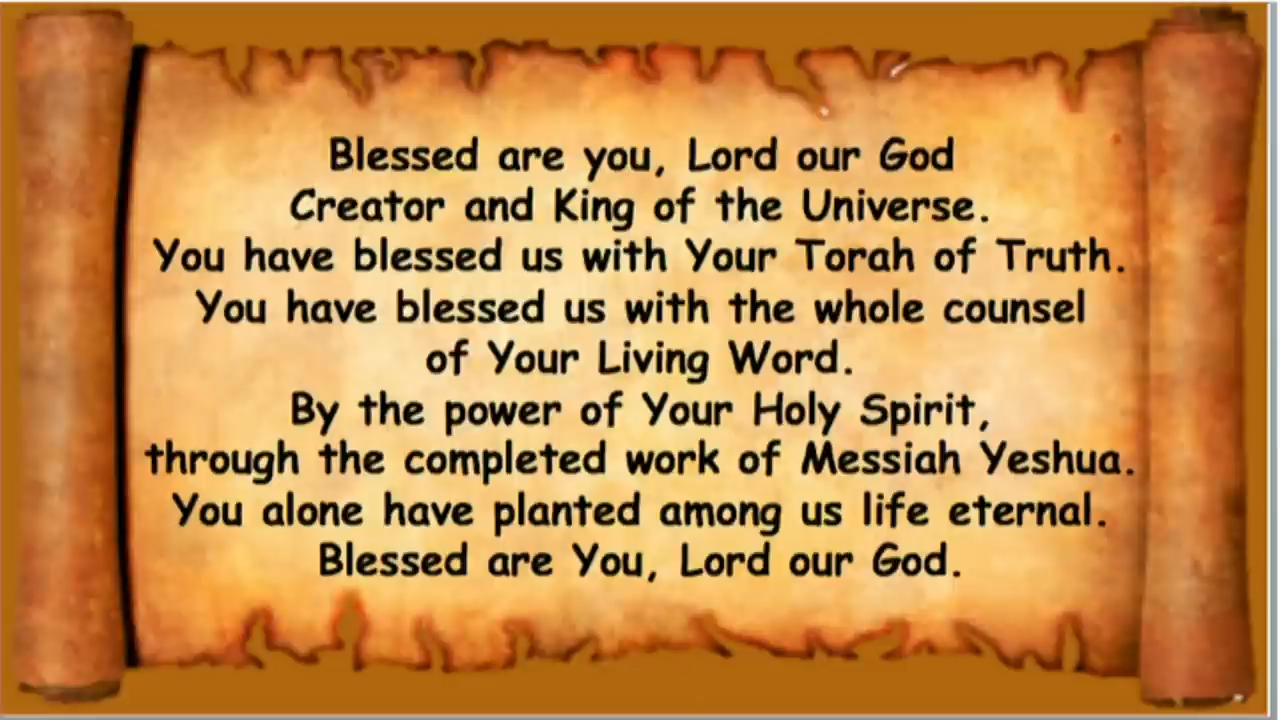 Blessed are you, Lord our God
Creator and King of the Universe.
You have blessed us with Your Torah of Truth.
You have blessed us with the whole counsel
of Your Living Word.
By the power of Your Holy Spirit,
through the completed work of Messiah Yeshua.
You alone have planted among us life eternal.
Blessed are You, Lord our God.